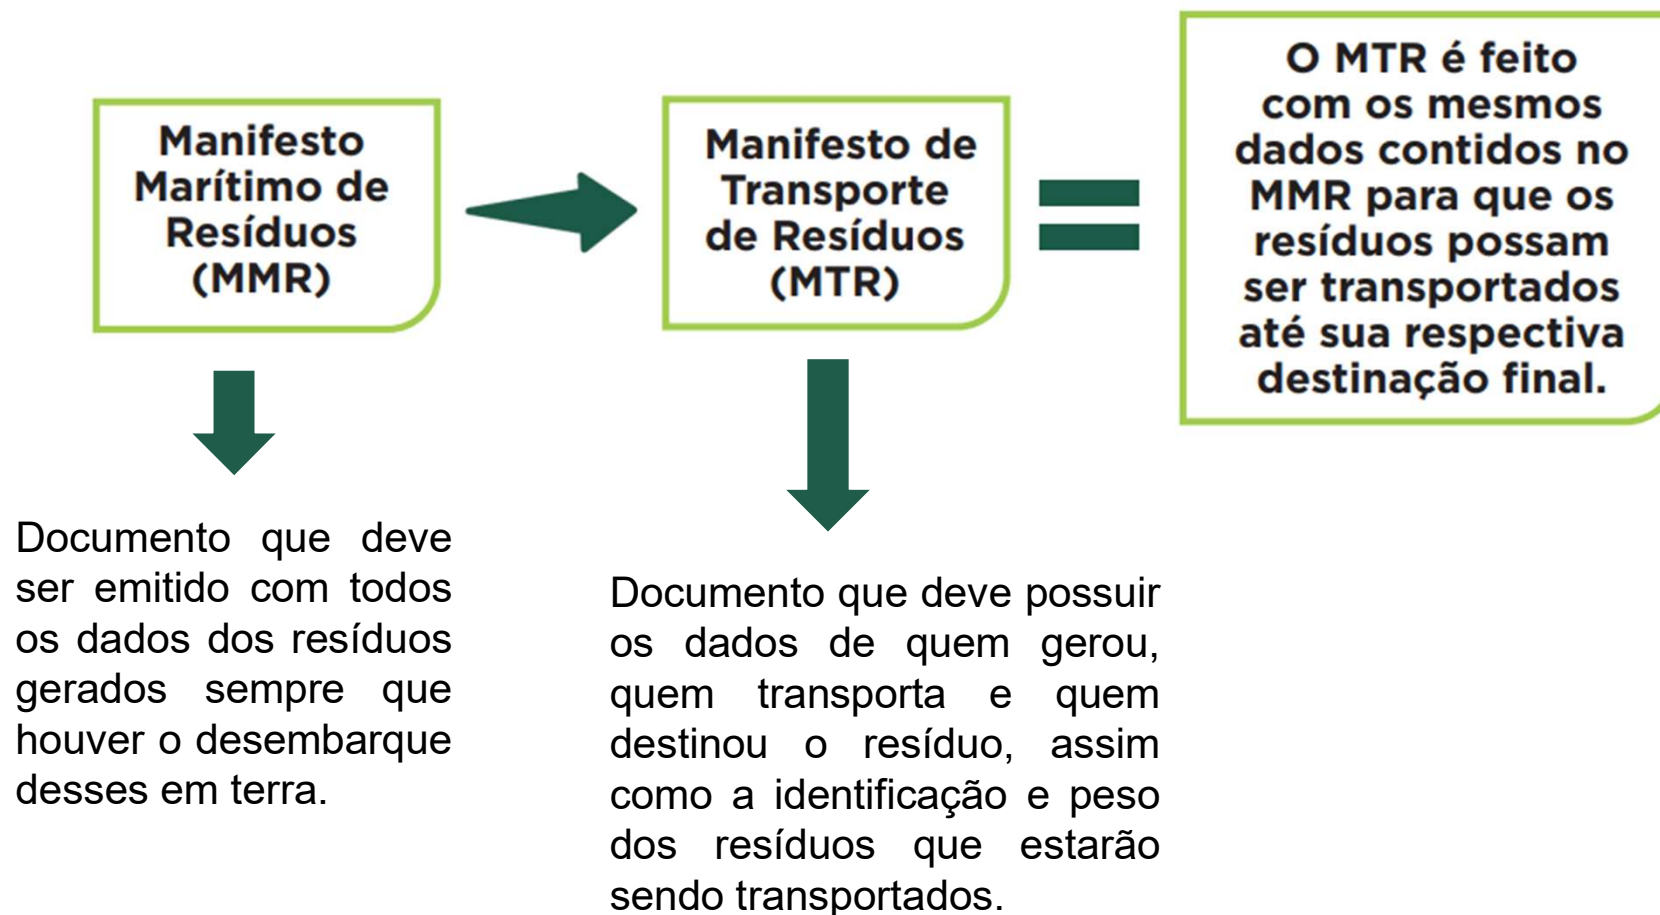 Manifesto
Marítimo de
Resíduos
(MMR)
Manifesto de
Transporte
de Resíduos
(MTR)
O MTR é feito
com os mesmos
dados contidos no
MMR para que os
resíduos possam
ser transportados
até sua respectiva
destinação final.
Documento que deve
ser emitido com todos
os dados dos resíduos
gerados sempre que
houver o desembarque
desses em terra.
Documento que deve possuir
os dados de quem gerou,
quem transporta e quem
destinou o resíduo, assim
como a identificação e peso
dos resíduos que estarão
sendo transportados.